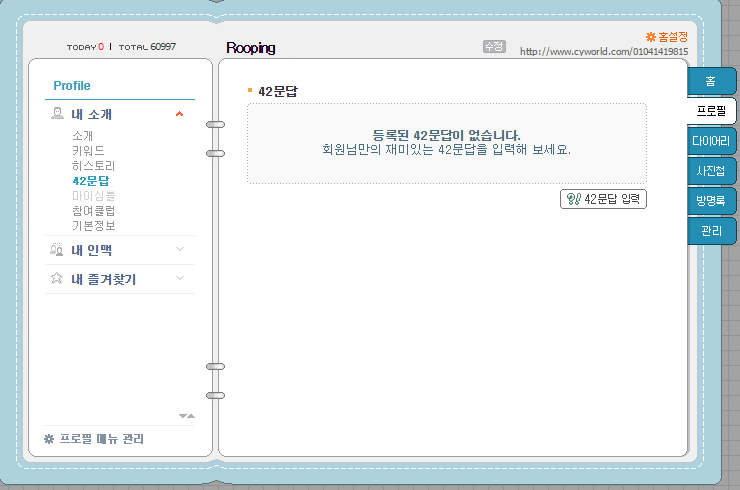 TODAY 0 | TOTAL 60997
Rooping
수정
홈설정
http://www.cyworld.com/01041419815
Profile
내 소개
소개
키워드
히스토리
42문답
마이심볼
참여클럽
기본정보
내 인맥
내 즐겨찾기
프로필 메뉴 관리
42문답
등록된 42문답이 없습니다.
회원님만의 재미있는 42문답을 입력해 보세요.
?! 42문답 입력
홈
프로필
다이어리
사진첩
방명록
관리